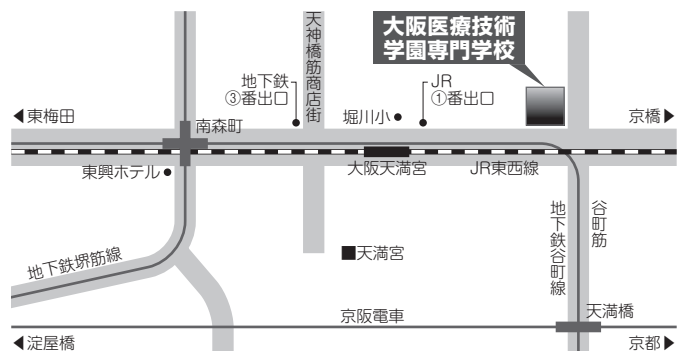 大阪医療技術
学園専門学校
天神橋筋商店街
地下鉄
③番出口
JR
①番出口
堀川小●
◀東梅田
京橋▶
南森町
東興ホテル●
大阪天満宮
JR東西線
谷町筋
地下鉄谷町線
■天満宮
地下鉄堺筋線
天満橋
京阪電車
◀淀屋橋
京都▶